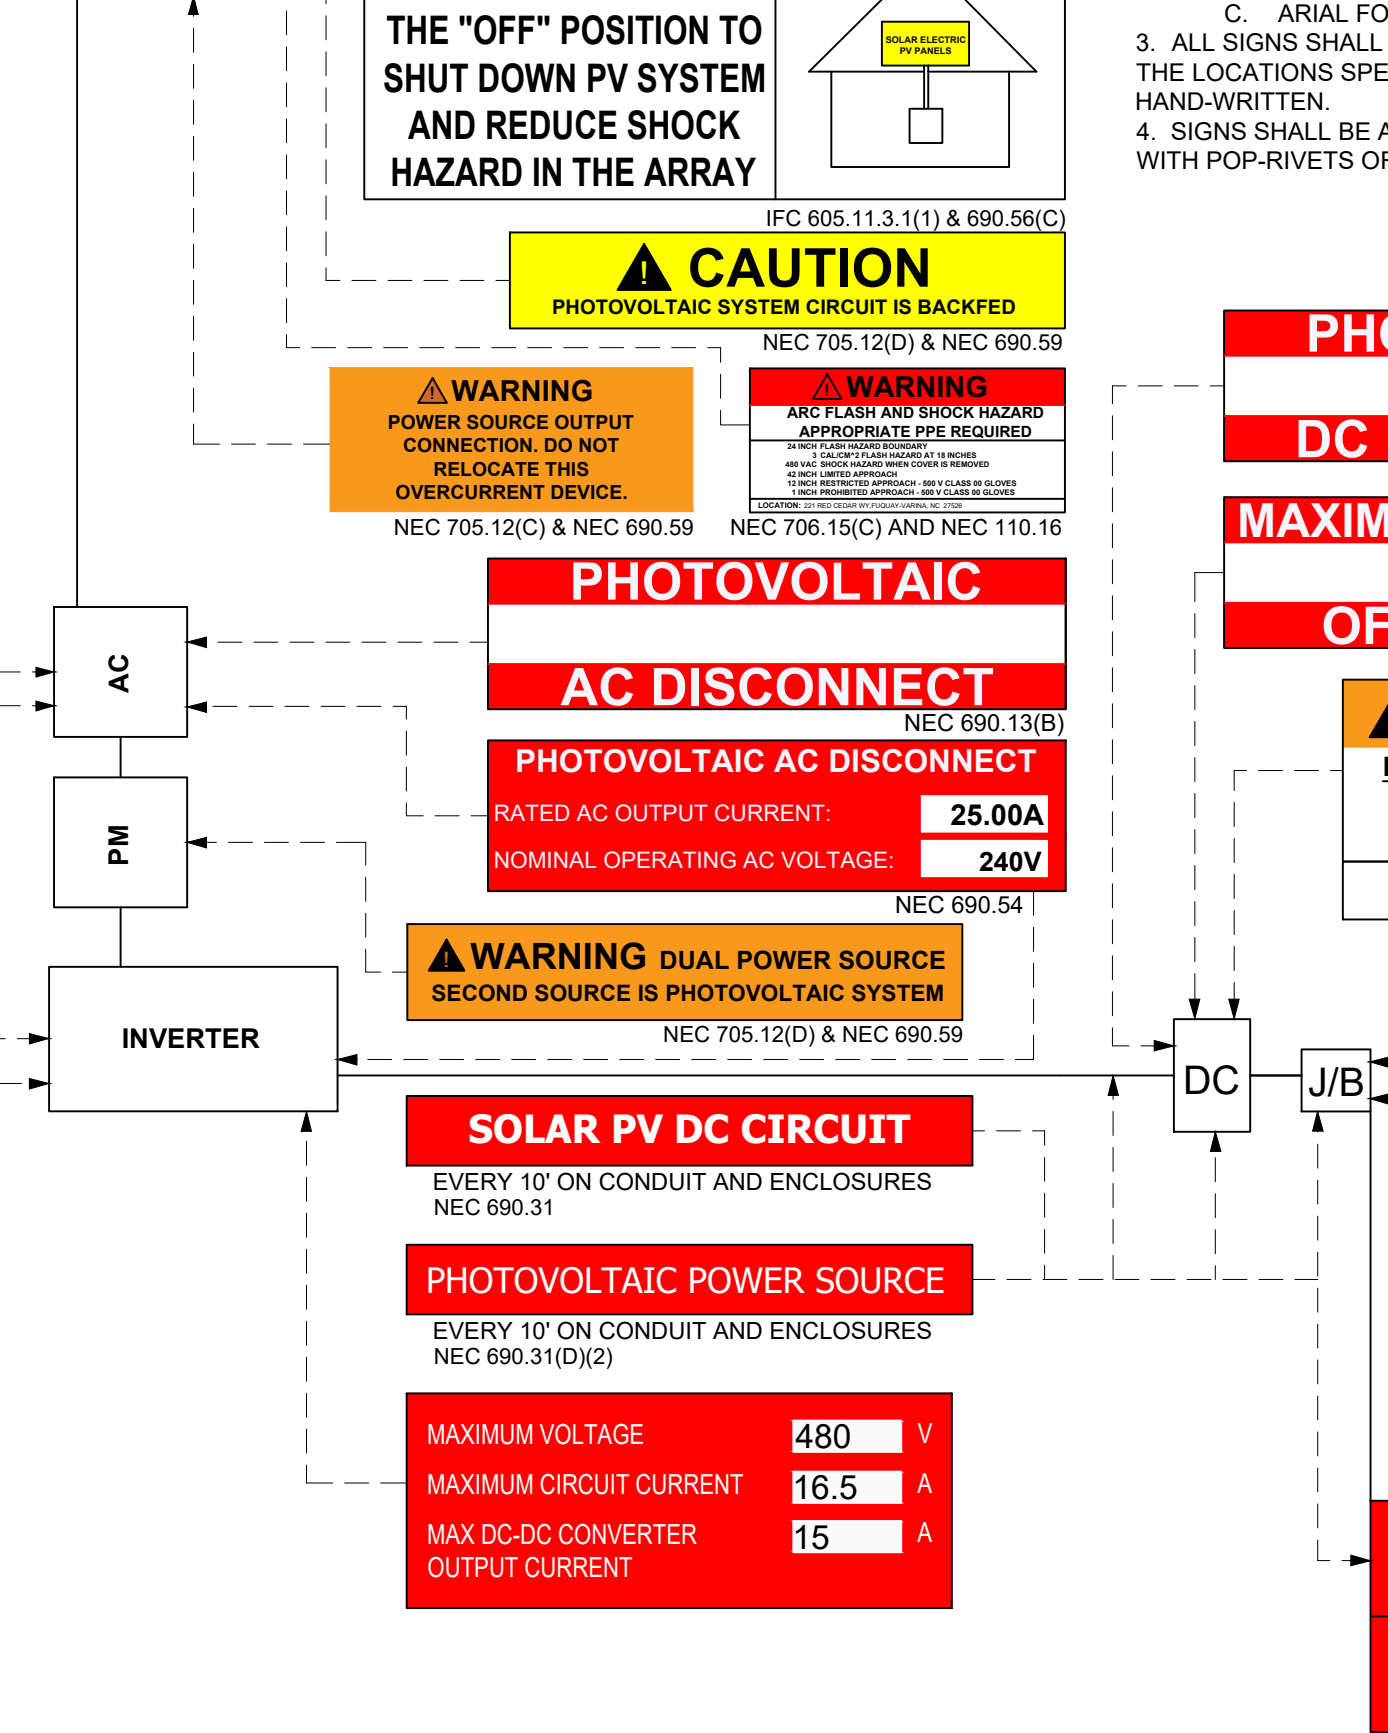 THE "OFF" POSITION TO
SHUT DOWN PV SYSTEM
AND REDUCE SHOCK
HAZARD IN THE ARRAY
SOLAR ELECTRIC
PV PANELS
IFC 605.11.3.1(1) & 690.56(C)
C. ARIAL FO
3. ALL SIGNS SHALL
THE LOCATIONS SPE
HAND-WRITTEN.
4. SIGNS SHALL BE A
WITH POP-RIVETS OR
! CAUTION
PHOTOVOLTAIC SYSTEM CIRCUIT IS BACKFED
NEC 705.12(D) & NEC 690.59
! WARNING
POWER SOURCE OUTPUT
CONNECTION. DO NOT
RELOCATE THIS
OVERCURRENT DEVICE.
NEC 705.12(C) & NEC 690.59
! WARNING
ARC FLASH AND SHOCK HAZARD
APPROPRIATE PPE REQUIRED
24 INCH FLASH HAZARD BOUNDARY
3 CAL/CM^2 FLASH HAZARD AT 18 INCHES
480 VAC SHOCK HAZARD WHEN COVER IS REMOVED
42 INCH LIMITED APPROACH
12 INCH RESTRICTED APPROACH - 500 V CLASS 00 GLOVES
1 INCH PROHIBITED APPROACH - 500 V CLASS 00 GLOVES
LOCATION: 221 RED CEDAR WY,FUQUAY-VARINA, NC 27526
NEC 706.15(C) AND NEC 110.16
PHO
DC
MAXIM
OF
PHOTOVOLTAIC
AC DISCONNECT
NEC 690.13(B)
AC
PHOTOVOLTAIC AC DISCONNECT
RATED AC OUTPUT CURRENT: 25.00A
NOMINAL OPERATING AC VOLTAGE: 240V
NEC 690.54
PM
! WARNING DUAL POWER SOURCE
SECOND SOURCE IS PHOTOVOLTAIC SYSTEM
NEC 705.12(D) & NEC 690.59
INVERTER
DC
J/B
SOLAR PV DC CIRCUIT
EVERY 10' ON CONDUIT AND ENCLOSURES
NEC 690.31
PHOTOVOLTAIC POWER SOURCE
EVERY 10' ON CONDUIT AND ENCLOSURES
NEC 690.31(D)(2)
MAXIMUM VOLTAGE 480 V
MAXIMUM CIRCUIT CURRENT 16.5 A
MAX DC-DC CONVERTER 15 A
OUTPUT CURRENT